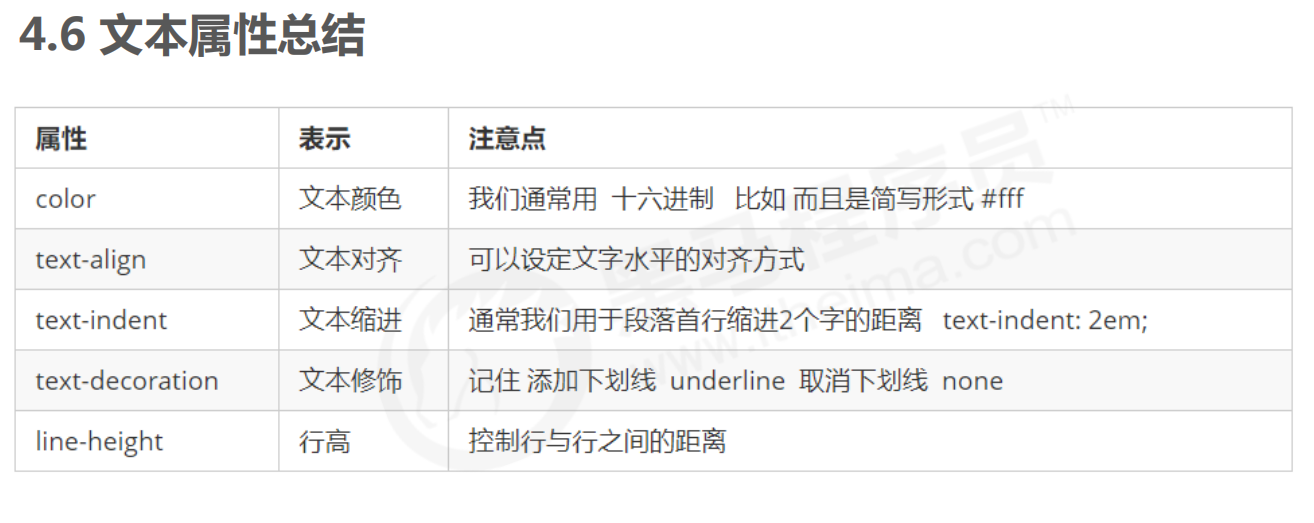 4.6 文本属性总结
属性 表示 注意点
color 文本颜色 我们通常用 十六进制 比如 而且是简写形式 #fff
text-align 文本对齐 可以设定文字水平的对齐方式
text-indent 文本缩进 通常我们用于段落首行缩进2个字的距离 text-indent: 2em;
text-decoration 文本修饰 记住 添加下划线 underline 取消下划线 none
line-height 行高 控制行与行之间的距离
黑马程序员™
www.itheima.com